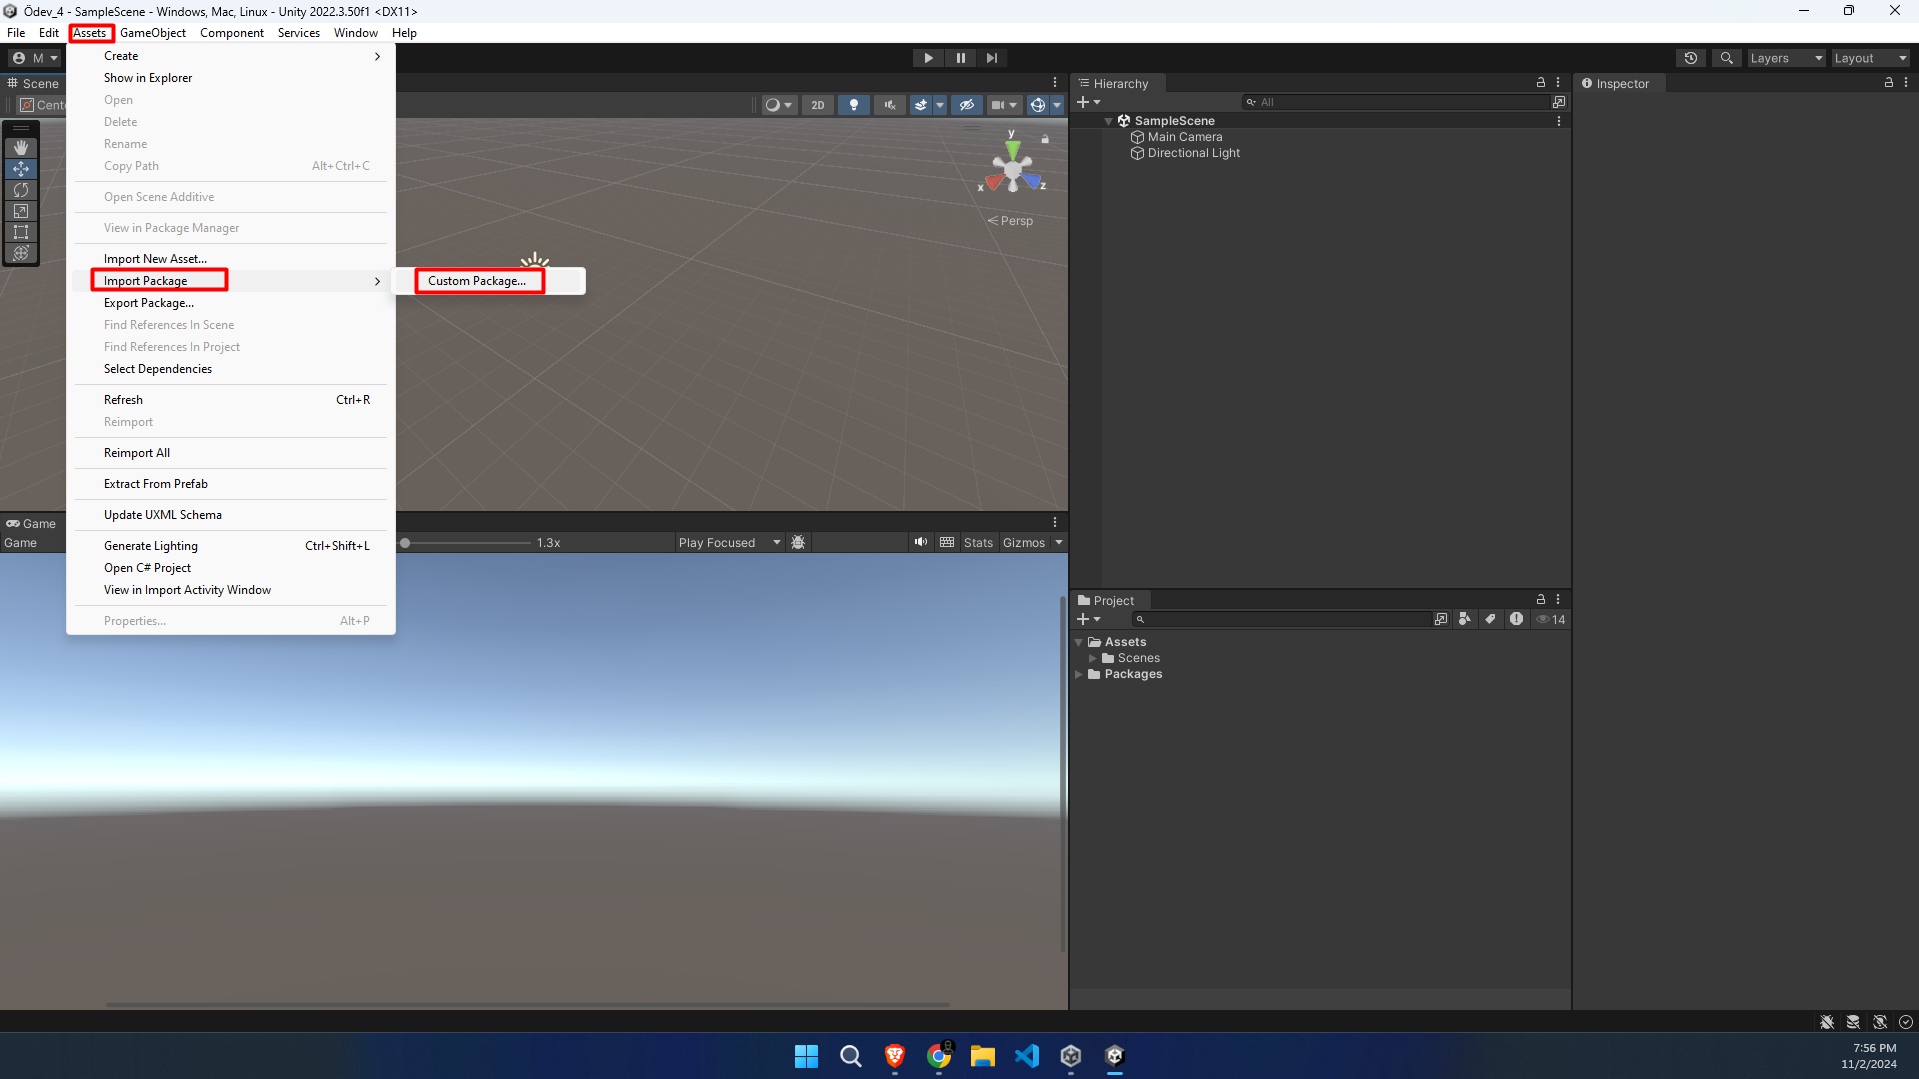 Ödev_4 - SampleScene - Windows, Mac, Linux - Unity 2022.3.50f1 <DX11>
File Edit Assets GameObject Component Services Window Help
M
Layers Layout
Create
Show in Explorer
Open
Delete
Rename
Copy Path Alt+Ctrl+C
Open Scene Additive
View in Package Manager
Import New Asset...
Import Package
Custom Package...
Export Package...
Find References In Scene
Find References In Project
Select Dependencies
Refresh Ctrl+R
Reimport
Reimport All
Extract From Prefab
Update UXML Schema
Generate Lighting Ctrl+Shift+L
Open C# Project
View in Import Activity Window
Properties... Alt+P
Scene
Cente
2D
y
x
z
Persp
Game
Game
1.3x
Play Focused
Stats
Gizmos
Hierarchy
All
SampleScene
Main Camera
Directional Light
Project
14
Assets
Scenes
Packages
Inspector
7:56 PM
11/2/2024